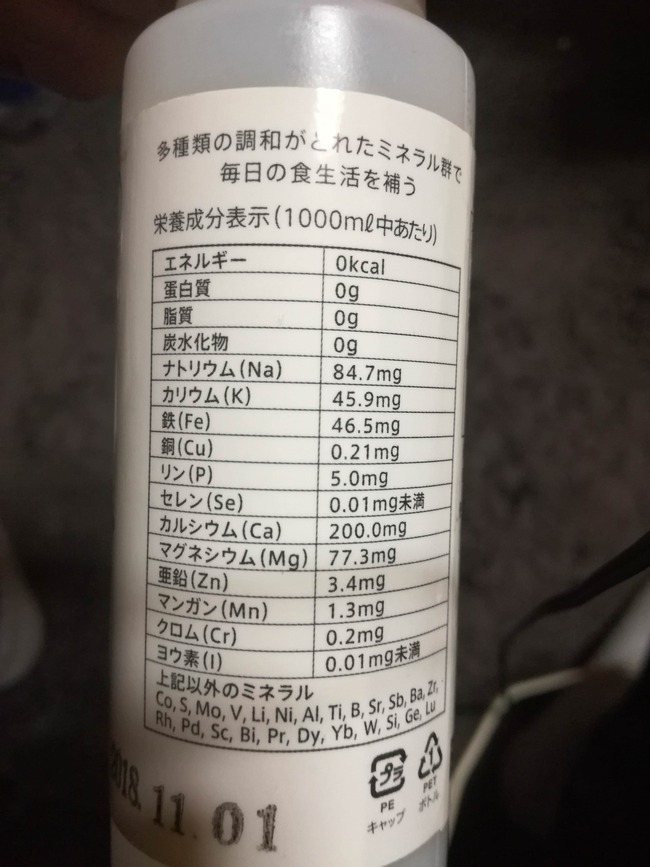 多種類の調和がとれたミネラル群で
毎日の食生活を補う
栄養成分表示(1000mℓ中あたり)
エネルギー 0kcal
蛋白質 0g
脂質 0g
炭水化物 0g
ナトリウム(Na) 84.7mg
カリウム(K) 45.9mg
鉄(Fe) 46.5mg
銅(Cu) 0.21mg
リン(P) 5.0mg
セレン(Se) 0.01mg未満
カルシウム(Ca) 200.0mg
マグネシウム(Mg) 77.3mg
亜鉛(Zn) 3.4mg
マンガン(Mn) 1.3mg
クロム(Cr) 0.2mg
ヨウ素(I) 0.01mg未満
上記以外のミネラル
Co, S, Mo, V, Li, Ni, Al, Ti, B, Sr, Sb, Ba, Zr,
Rh, Pd, Sc, Bi, Pr, Dy, Yb, W, Si, Ge, Lu
2018. 11. 01
プラ 1
PE PET
キャップ ボトル